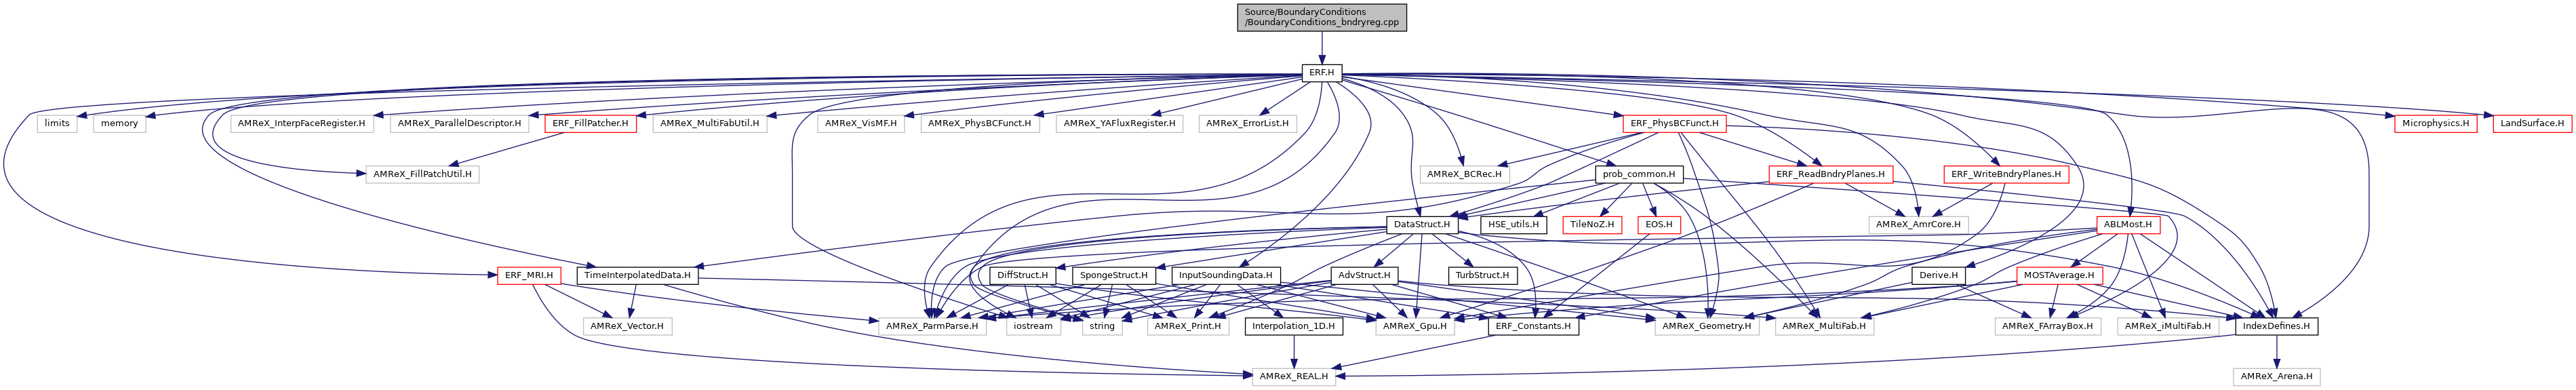 Source/BoundaryConditions
/BoundaryConditions_bndryreg.cpp
ERF.H
limits
memory
AMReX_InterpFaceRegister.H
AMReX_ParallelDescriptor.H
ERF_FillPatcher.H
AMReX_MultiFabUtil.H
AMReX_VisMF.H
AMReX_PhysBCFunct.H
AMReX_YAFluxRegister.H
AMReX_ErrorList.H
ERF_PhysBCFunct.H
Microphysics.H
LandSurface.H
AMReX_FillPatchUtil.H
AMReX_BCRec.H
prob_common.H
ERF_ReadBndryPlanes.H
ERF_WriteBndryPlanes.H
DataStruct.H
HSE_utils.H
TileNoZ.H
EOS.H
AMReX_AmrCore.H
ABLMost.H
ERF_MRI.H
TimeInterpolatedData.H
DiffStruct.H
SpongeStruct.H
InputSoundingData.H
AdvStruct.H
TurbStruct.H
Derive.H
MOSTAverage.H
AMReX_Vector.H
AMReX_ParmParse.H
iostream
string
AMReX_Print.H
Interpolation_1D.H
AMReX_Gpu.H
ERF_Constants.H
AMReX_Geometry.H
AMReX_MultiFab.H
AMReX_FArrayBox.H
AMReX_iMultiFab.H
IndexDefines.H
AMReX_REAL.H
AMReX_Arena.H